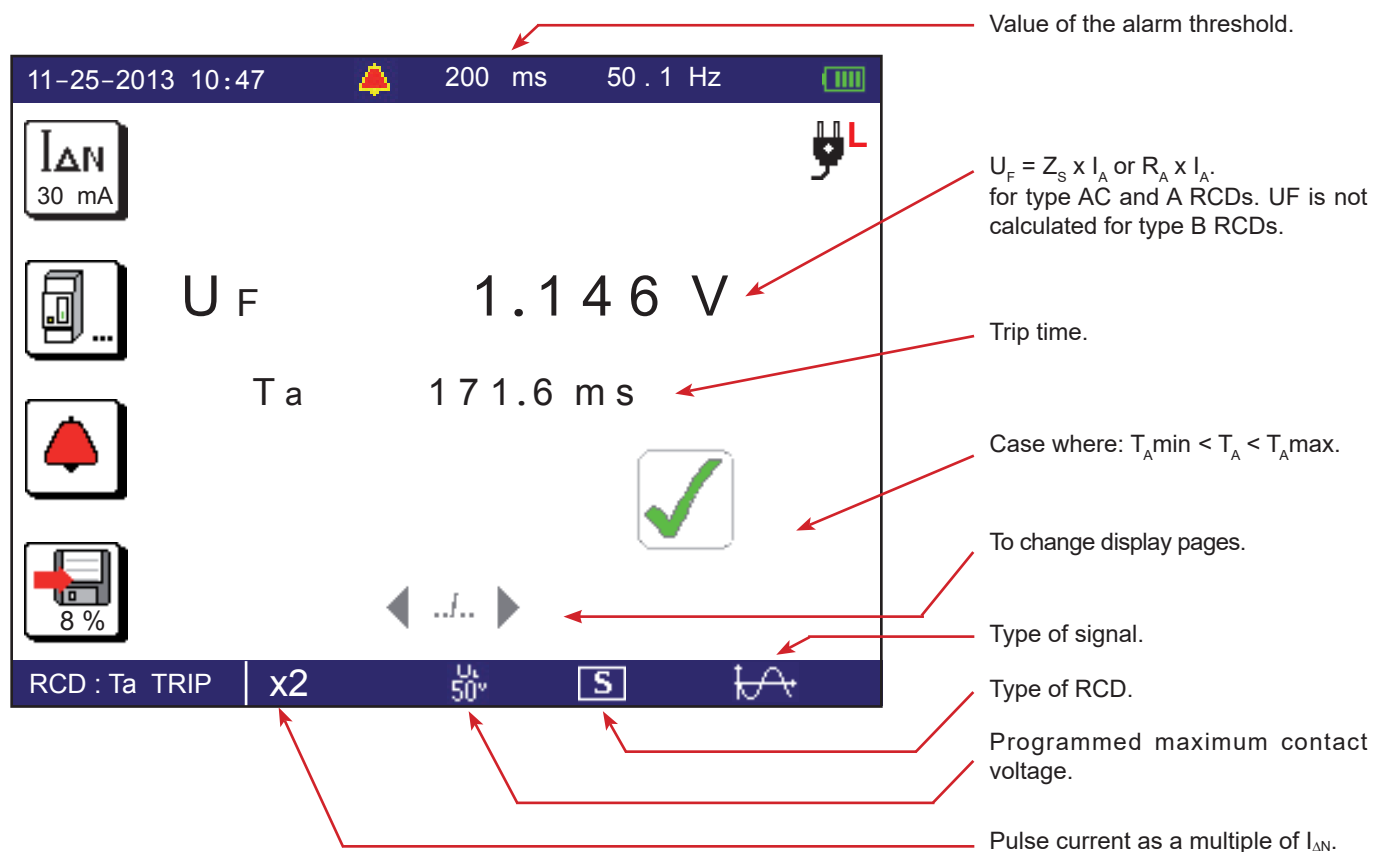 Value of the alarm threshold.
11-25-2013 10:47 200 ms 50.1 Hz
IΔN
30 mA
L
UF = ZS x IA or RA x IA.
for type AC and A RCDs. UF is not
calculated for type B RCDs.
...
UF 1.146 V
Trip time.
Ta 171.6 ms
Case where: TAmin < TA < TAmax.
To change display pages.
8 %
../..
Type of signal.
RCD : Ta TRIP x2 UL 50V S
Type of RCD.
Programmed maximum contact
voltage.
Pulse current as a multiple of IΔN.